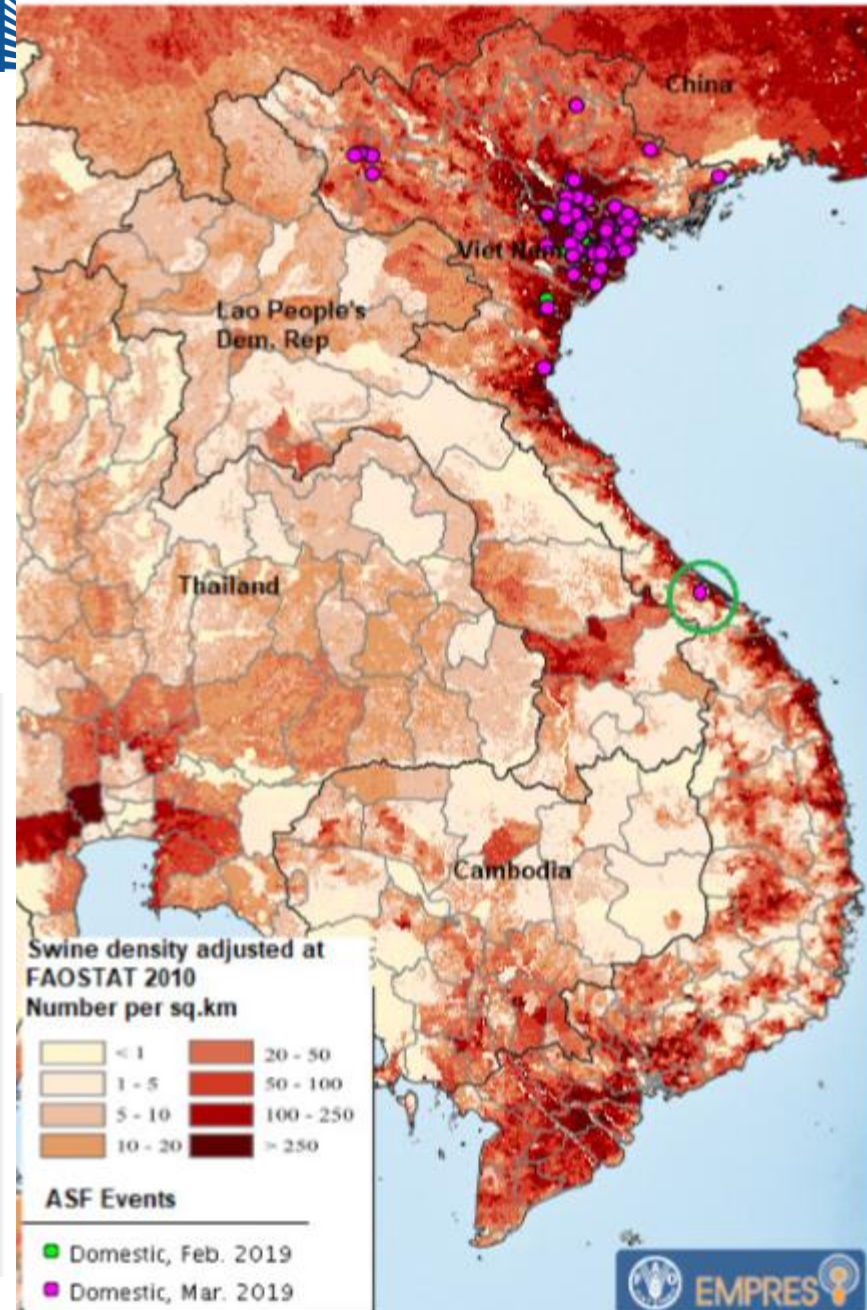 China
Viet Nam
Lao People's
Dem. Rep
Thailand
Cambodia
Swine density adjusted at
FAOSTAT 2010
Number per sq.km
< 1
20 - 50
1 - 5
50 - 100
5 - 10
100 - 250
10 - 20
> 250
ASF Events
Domestic, Feb. 2019
Domestic, Mar. 2019
EMPRES